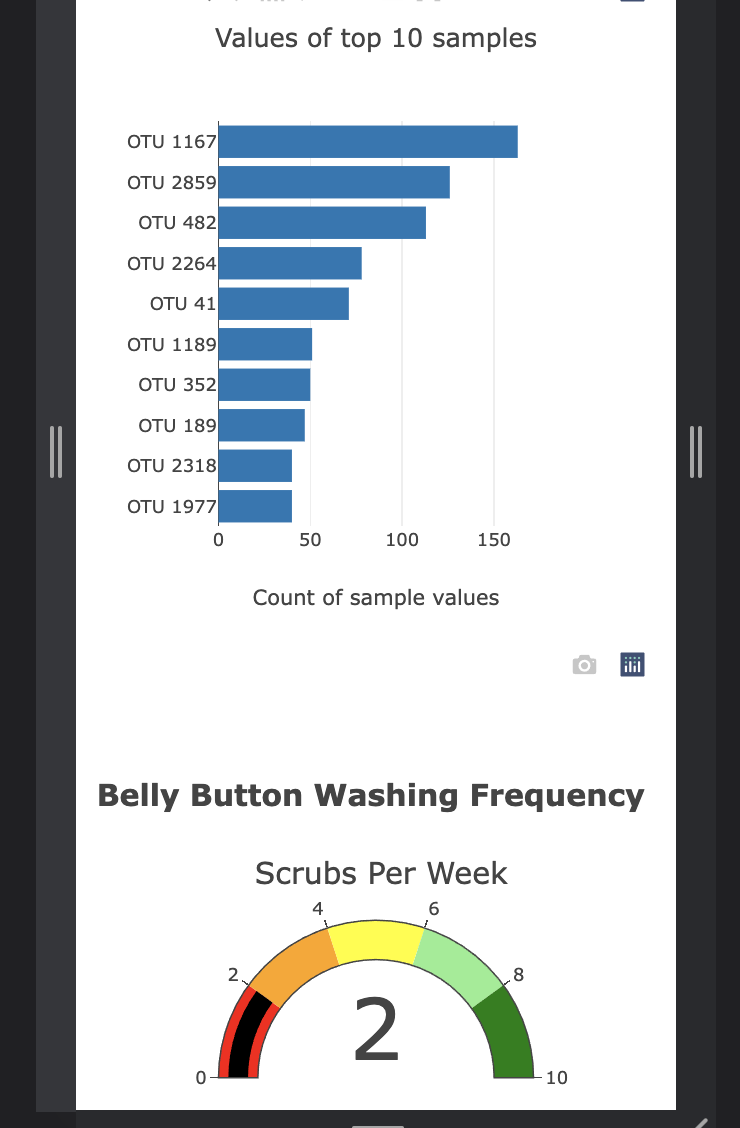 Values of top 10 samples
OTU 1167
OTU 2859
OTU 482
OTU 2264
OTU 41
OTU 1189
OTU 352
OTU 189
OTU 2318
OTU 1977
0 50 100 150
Count of sample values
Belly Button Washing Frequency
Scrubs Per Week
4 6
2 8
2
0 10